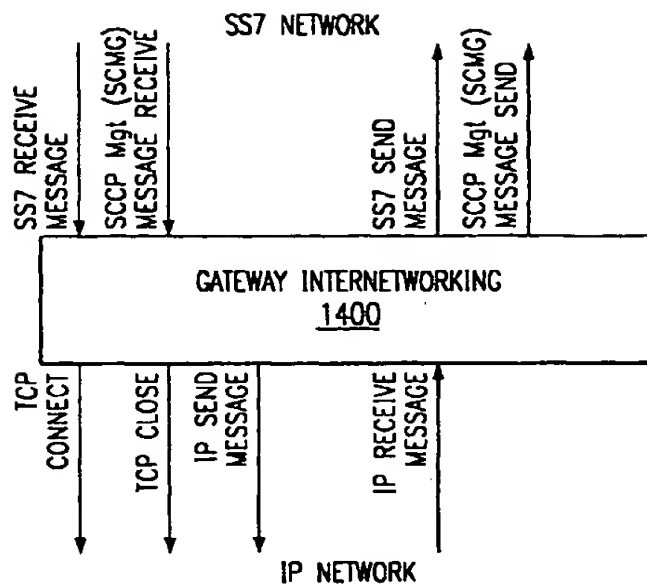 SS7 NETWORK
SS7 RECEIVE
MESSAGE
SCCP Mgt (SCMG)
MESSAGE RECEIVE
SS7 SEND
MESSAGE
SCCP Mgt (SCMG)
MESSAGE SEND
GATEWAY INTERNETWORKING
1400
TCP
CONNECT
TCP CLOSE
IP SEND
MESSAGE
IP RECEIVE
MESSAGE
IP NETWORK